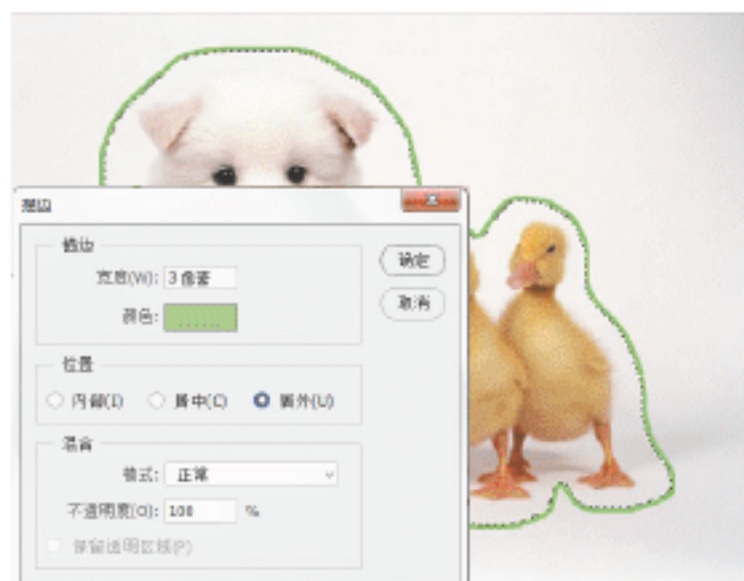 描边
描边
宽度(W): 3 像素
颜色:
确定
取消
位置
内部(I) 居中(C) 居外(U)
混合
模式: 正常
不透明度(O): 100 %
保留透明区域(P)